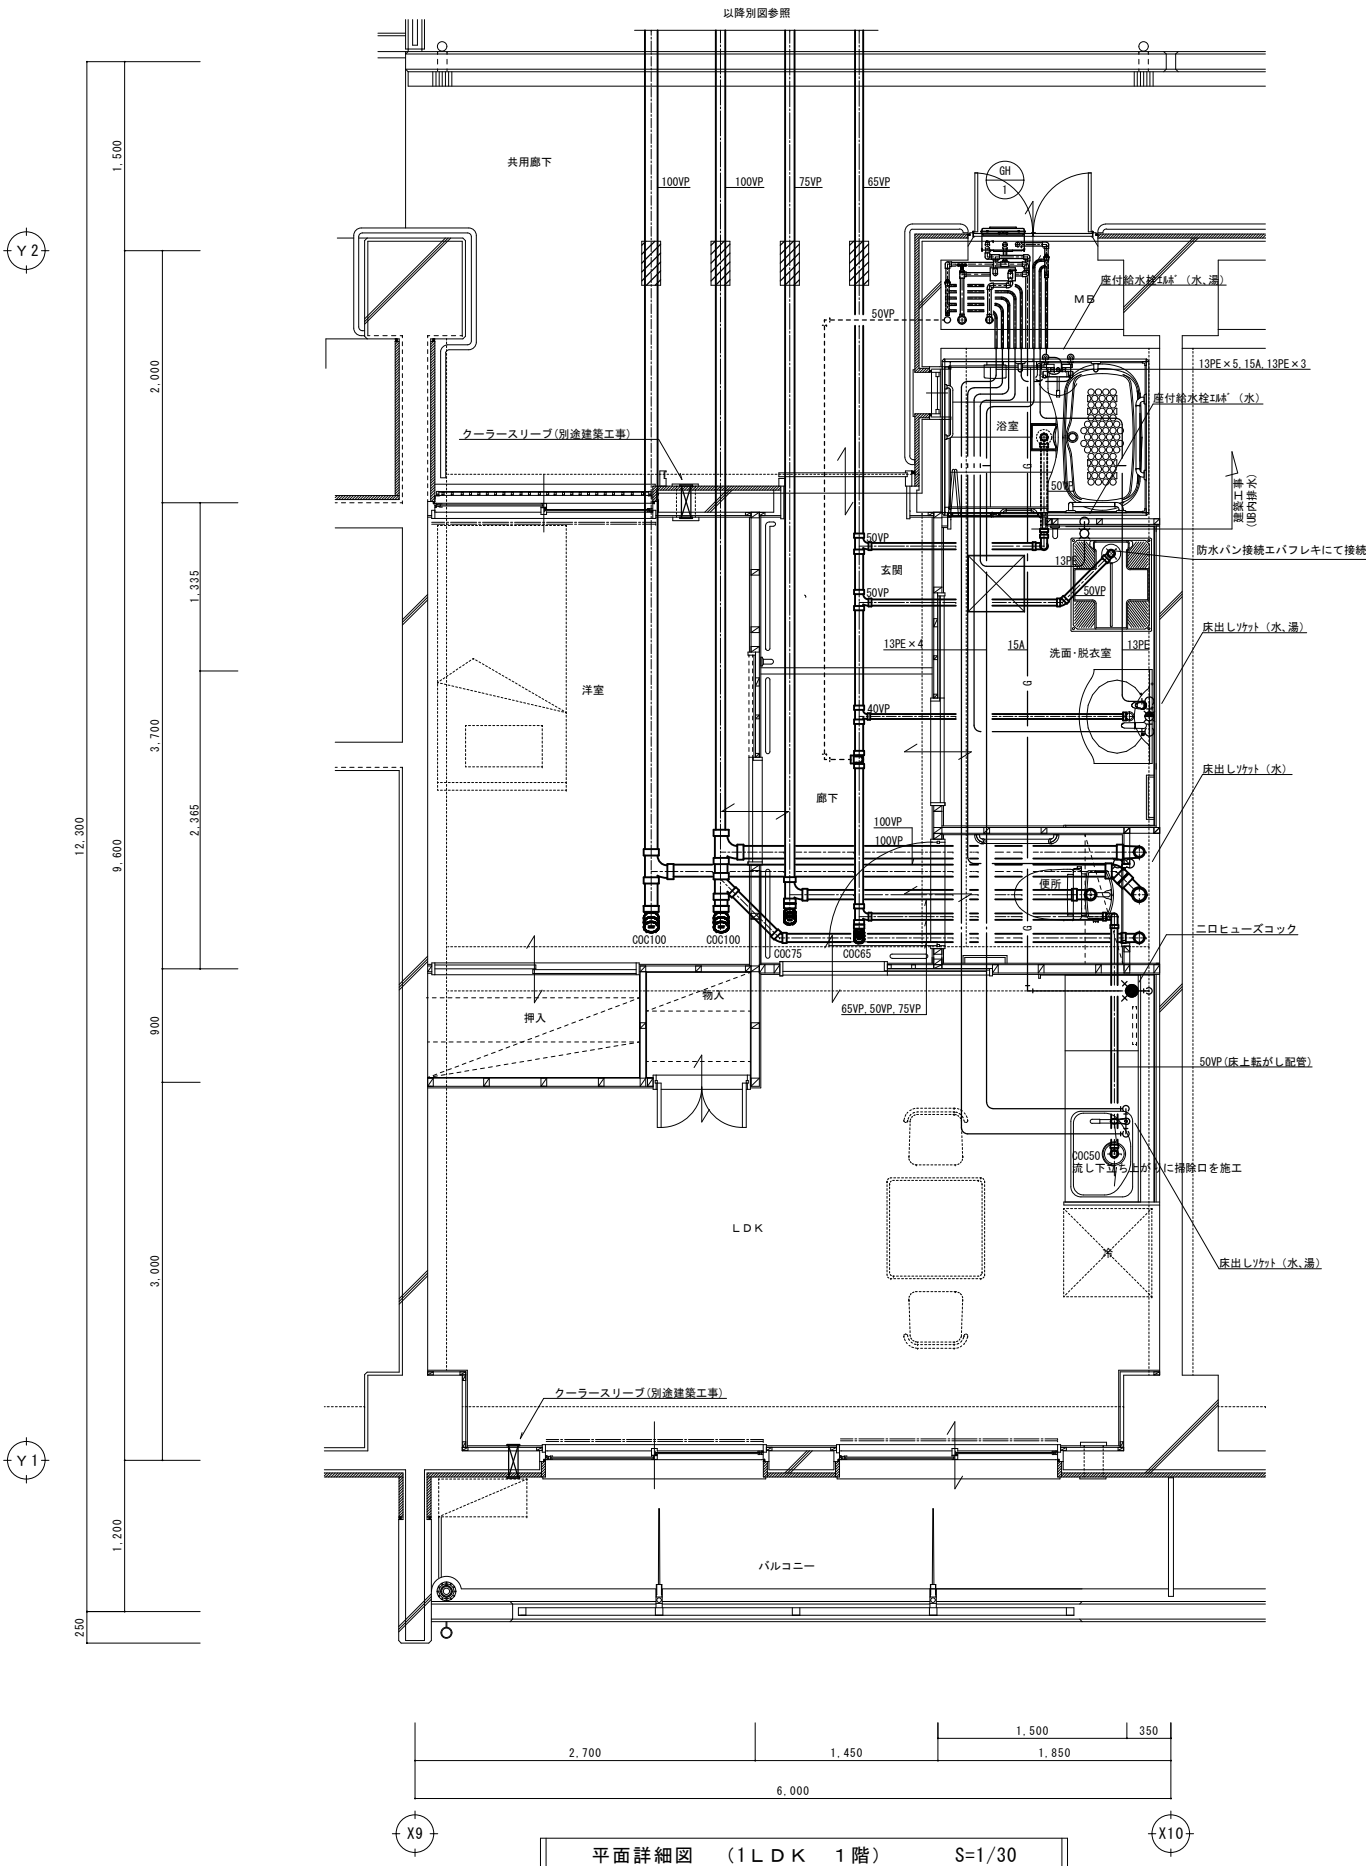 以降別図参照
1,500
共用廊下
100VP
100VP
75VP
65VP
GH
1
Y2
座付給水栓ｴﾙﾎﾞ（水、湯）
MB
50VP
2,000
13PE×5,15A,13PE×3
座付給水栓ｴﾙﾎﾞ（水）
浴室
クーラースリーブ(別途建築工事)
G
50VP
建築工事
(UB内排水)
50VP
防水パン接続エバフレキにて接続
13PE
玄関
1,335
50VP
50VP
床出しｿｹｯﾄ（水、湯）
13PE×4
15A
洗面・脱衣室
13PE
G
洋室
40VP
3,700
床出しｿｹｯﾄ（水）
廊下
2,365
100VP
100VP
12,300
9,600
便所
G
二口ヒューズコック
COC100
COC100
COC75
COC65
物入
65VP,50VP,75VP
押入
900
50VP(床上転がし配管)
COC50
流し下立ち上がりに掃除口を施工
LDK
冷
床出しｿｹｯﾄ（水、湯）
3,000
クーラースリーブ(別途建築工事)
Y1
1,200
バルコニー
250
1,500
350
2,700
1,450
1,850
6,000
X9
X10
平面詳細図　（1LDK　1階）　S=1/30